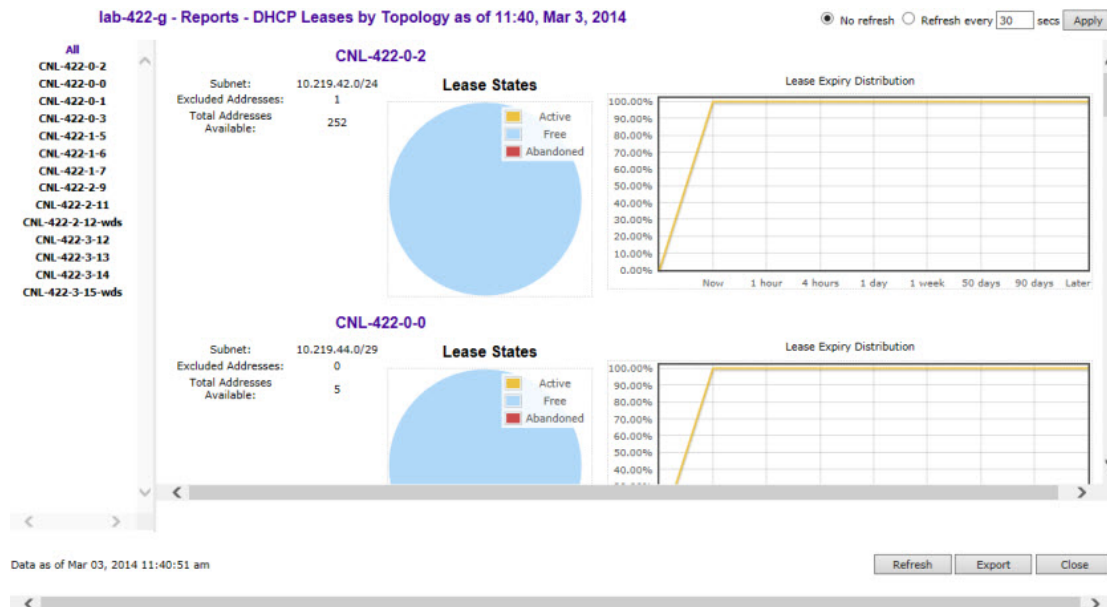 lab-422-g - Reports - DHCP Leases by Topology as of 11:40, Mar 3, 2014
No refresh Refresh every 30 secs Apply
All
CNL-422-0-2
CNL-422-0-0
CNL-422-0-1
CNL-422-0-3
CNL-422-1-5
CNL-422-1-6
CNL-422-1-7
CNL-422-2-9
CNL-422-2-11
CNL-422-2-12-wds
CNL-422-3-12
CNL-422-3-13
CNL-422-3-14
CNL-422-3-15-wds
CNL-422-0-2
Subnet: 10.219.42.0/24
Excluded Addresses: 1
Total Addresses
Available: 252
Lease States
Active
Free
Abandoned
Lease Expiry Distribution
100.00%
90.00%
80.00%
70.00%
60.00%
50.00%
40.00%
30.00%
20.00%
10.00%
0.00%
Now 1 hour 4 hours 1 day 1 week 50 days 90 days Later
CNL-422-0-0
Subnet: 10.219.44.0/29
Excluded Addresses: 0
Total Addresses
Available: 5
Lease States
Active
Free
Abandoned
Lease Expiry Distribution
100.00%
90.00%
80.00%
70.00%
60.00%
50.00%
40.00%
Data as of Mar 03, 2014 11:40:51 am
Refresh Export Close